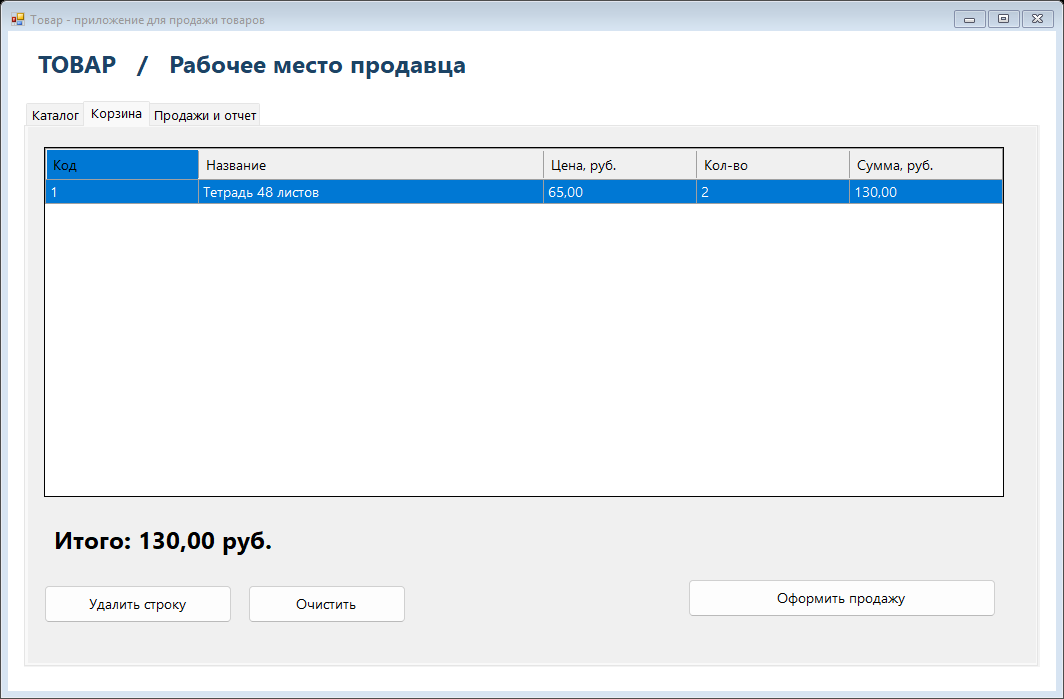 Товар - приложение для продажи товаров
ТОВАР / Рабочее место продавца
Каталог Корзина Продажи и отчет
Код Название Цена, руб. Кол-во Сумма, руб.
1 Тетрадь 48 листов 65,00 2 130,00
Итого: 130,00 руб.
Удалить строку Очистить Оформить продажу